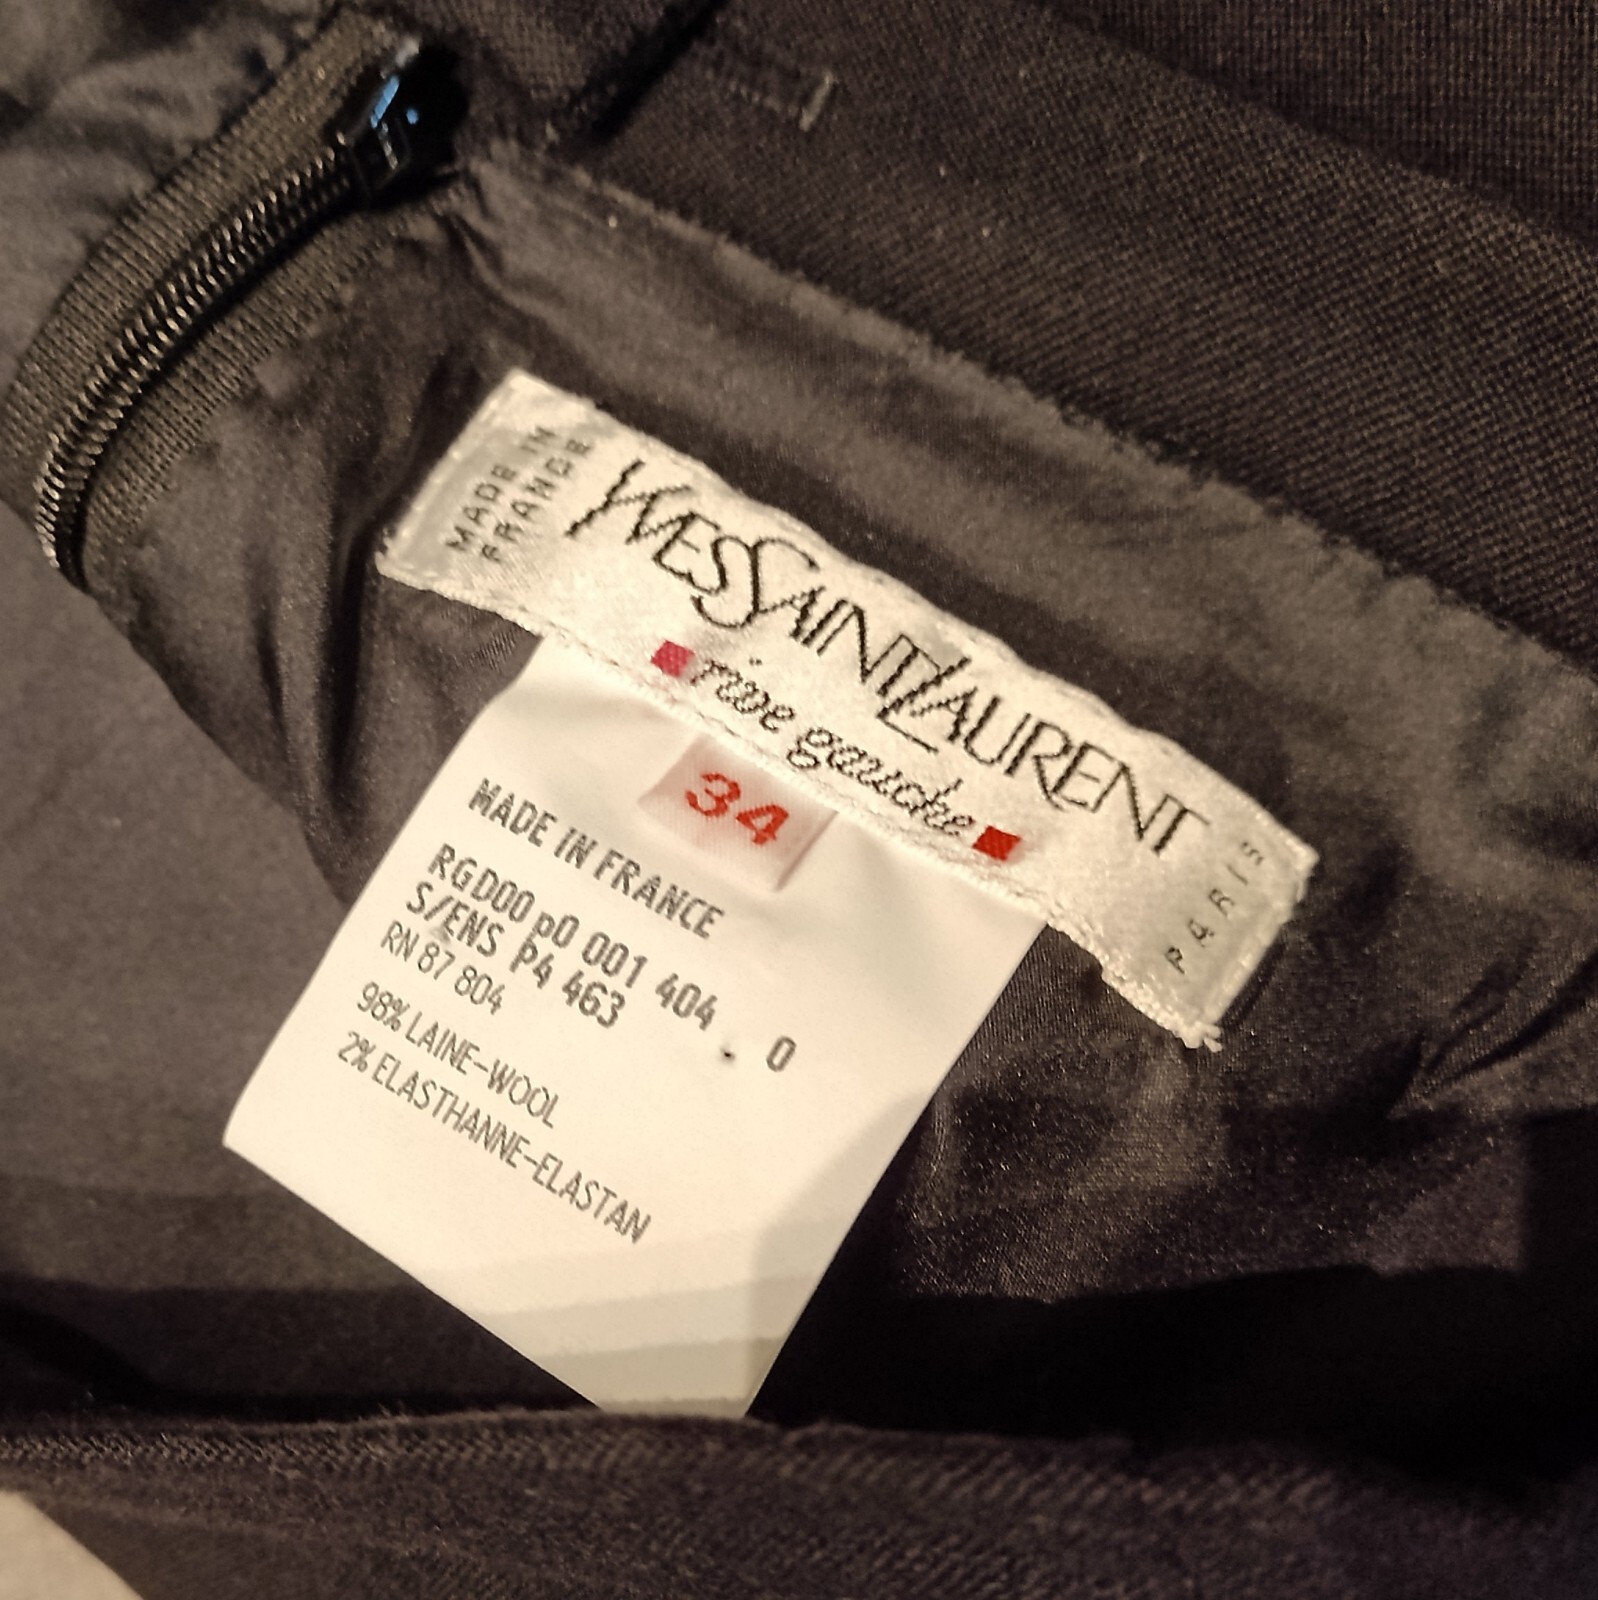 MADE IN
FRANCE
YVES SAINT LAURENT
rive gauche
PARIS
34
MADE IN FRANCE
RGD00 p0 001 404 . 0
S/ENS P4 463
RN 87 804
98% LAINE-WOOL
2% ELASTHANNE-ELASTAN